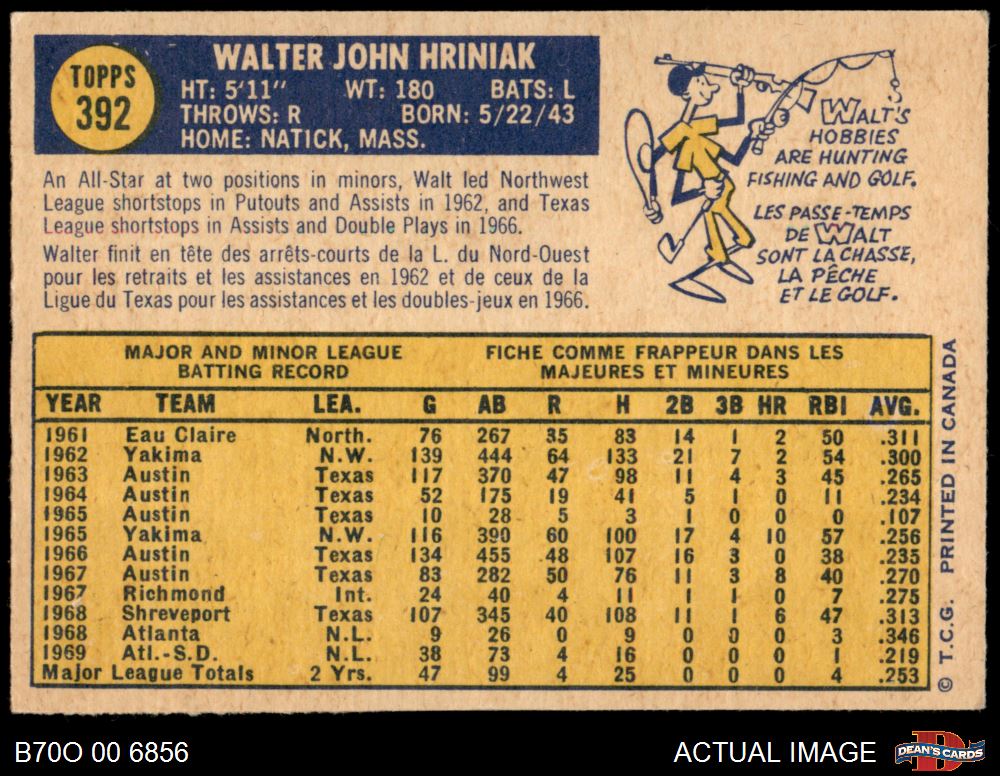 TOPPS
392
WALTER JOHN HRINIAK
HT: 5'11" WT: 180 BATS: L
THROWS: R BORN: 5/22/43
HOME: NATICK, MASS.
An All-Star at two positions in minors, Walt led Northwest
League shortstops in Putouts and Assists in 1962, and Texas
League shortstops in Assists and Double Plays in 1966.
Walter finit en tête des arrêts-courts de la L. du Nord-Ouest
pour les retraits et les assistances en 1962 et de ceux de la
Ligue du Texas pour les assistances et les doubles-jeux en 1966.
WALT'S
HOBBIES
ARE HUNTING
FISHING AND GOLF.
LES PASSE-TEMPS
DE WALT
SONT LA CHASSE,
LA PÊCHE
ET LE GOLF.
MAJOR AND MINOR LEAGUE
BATTING RECORD
FICHE COMME FRAPPEUR DANS LES
MAJEURES ET MINEURES
YEAR TEAM LEA. G AB R H 2B 3B HR RBI AVG.
1961 Eau Claire North. 76 267 35 83 14 1 2 50 .311
1962 Yakima N.W. 139 444 64 133 21 7 2 54 .300
1963 Austin Texas 117 370 47 98 11 4 3 45 .265
1964 Austin Texas 52 175 19 41 5 1 0 11 .234
1965 Austin Texas 10 28 5 3 1 0 0 0 .107
1965 Yakima N.W. 116 390 60 100 17 4 10 57 .256
1966 Austin Texas 134 455 48 107 16 3 0 38 .235
1967 Austin Texas 83 282 50 76 11 3 8 40 .270
1967 Richmond Int. 24 40 4 11 1 1 0 7 .275
1968 Shreveport Texas 107 345 40 108 11 1 6 47 .313
1968 Atlanta N.L. 9 26 0 9 0 0 0 3 .346
1969 Atl.-S.D. N.L. 38 73 4 16 0 0 0 1 .219
Major League Totals 2 Yrs. 47 99 4 25 0 0 0 4 .253
© T.C.G. PRINTED IN CANADA
B70O 00 6856
ACTUAL IMAGE
DEAN'S CARDS